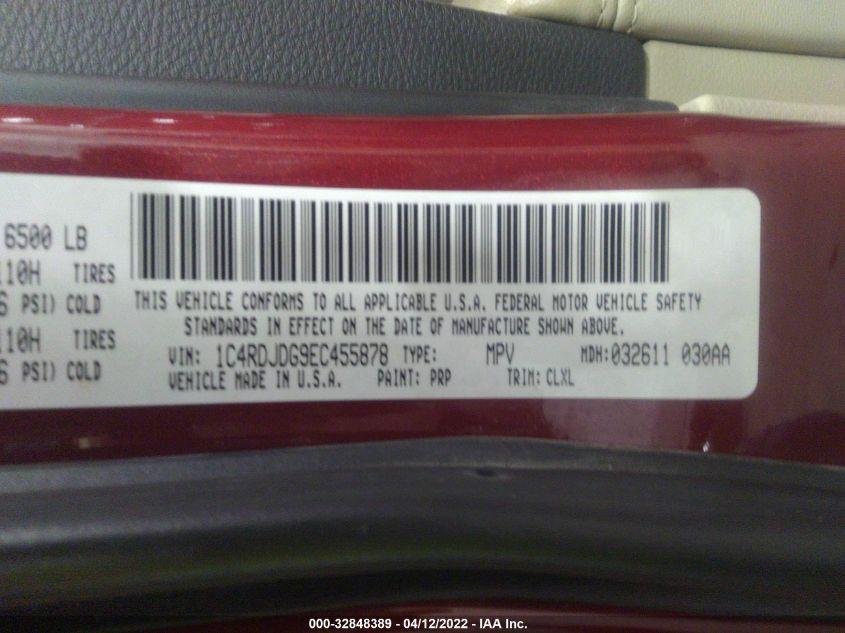 6500 LB
110H TIRES
PSI) COLD
110H TIRES
PSI) COLD
THIS VEHICLE CONFORMS TO ALL APPLICABLE U.S.A. FEDERAL MOTOR VEHICLE SAFETY
STANDARDS IN EFFECT ON THE DATE OF MANUFACTURE SHOWN ABOVE.
VIN: 1C4RDJDG9EC455878 TYPE: MPV MDH:032611 030AA
VEHICLE MADE IN U.S.A. PAINT: PRP TRIM: CLXL
000-32848389 - 04/12/2022 - IAA Inc.